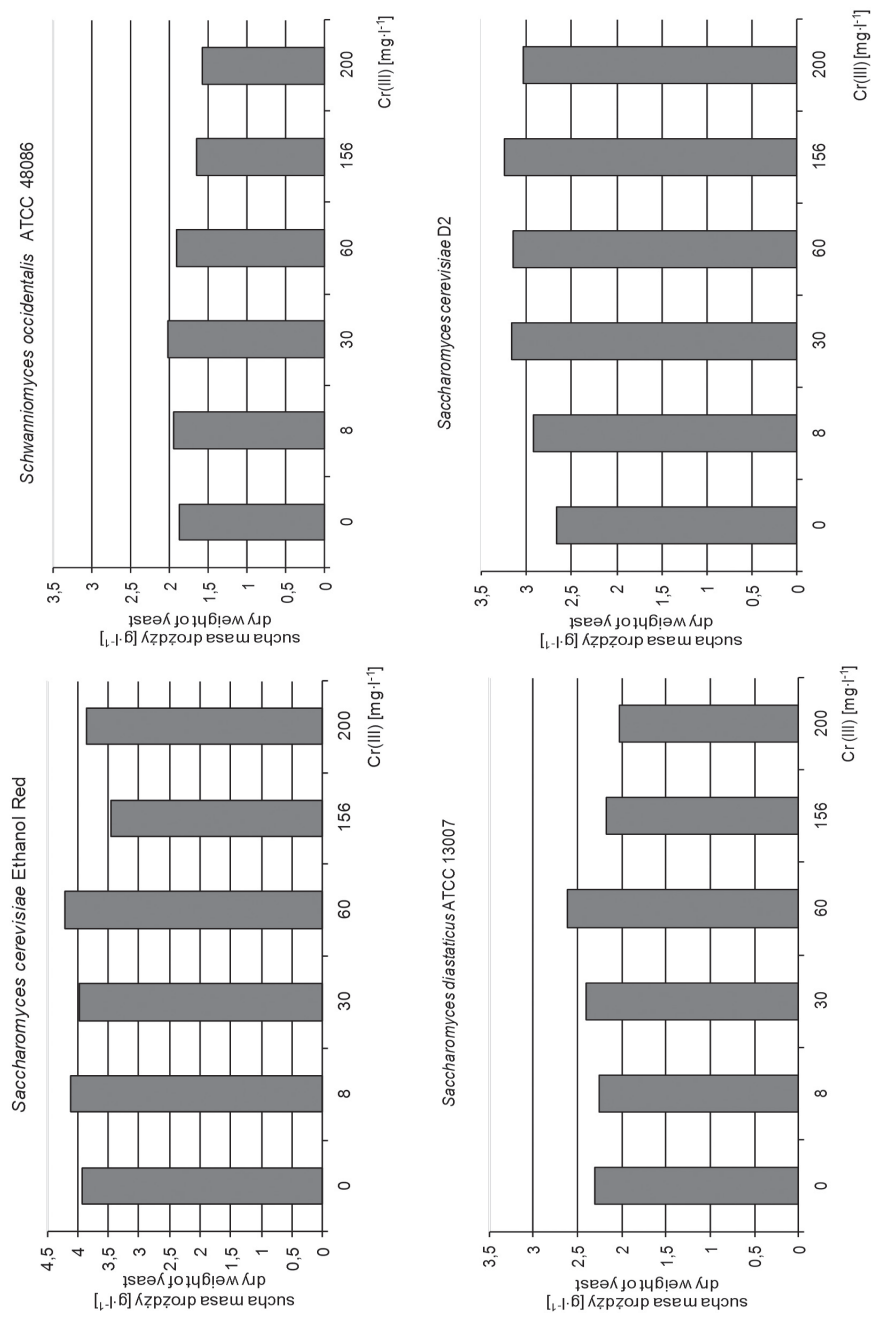 Saccharomyces cerevisiae Ethanol Red
sucha masa drożdży [g·l⁻¹]
dry weight of yeast
4,5
4
3,5
3
2,5
2
1,5
1
0,5
0
0 8 30 60 156 200
Cr(III) [mg·l⁻¹]
Schwanniomyces occidentalis ATCC 48086
sucha masa drożdży [g·l⁻¹]
dry weight of yeast
3,5
3
2,5
2
1,5
1
0,5
0
0 8 30 60 156 200
Cr(III) [mg·l⁻¹]
Saccharomyces diastaticus ATCC 13007
sucha masa drożdży [g·l⁻¹]
dry weight of yeast
3,5
3
2,5
2
1,5
1
0,5
0
0 8 30 60 156 200
Cr (III) [mg·l⁻¹]
Saccharomyces cerevisiae D2
sucha masa drożdży [g·l⁻¹]
dry weight of yeast
3,5
3
2,5
2
1,5
1
0,5
0
0 8 30 60 156 200
Cr(III) [mg·l⁻¹]